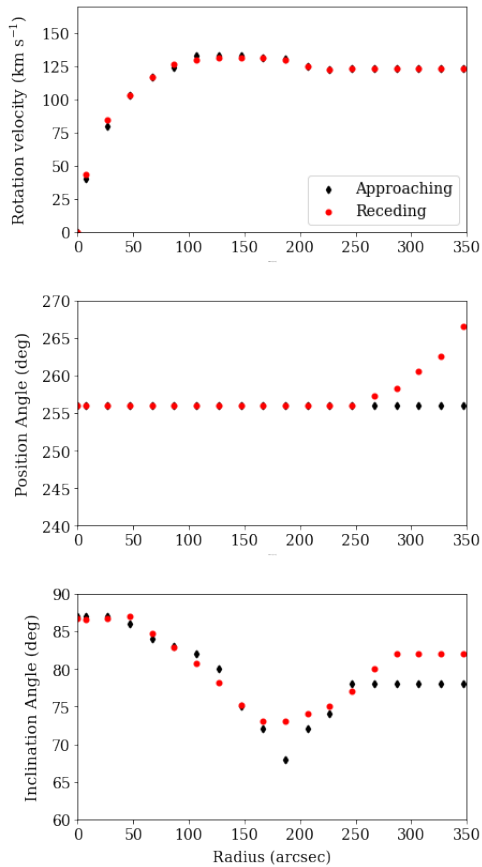 Rotation velocity (km s⁻¹)
150
125
100
75
50
25
0
Approaching
Receding
0 50 100 150 200 250 300 350
Position Angle (deg)
270
265
260
255
250
245
240
0 50 100 150 200 250 300 350
Inclination Angle (deg)
90
85
80
75
70
65
60
0 50 100 150 200 250 300 350
Radius (arcsec)